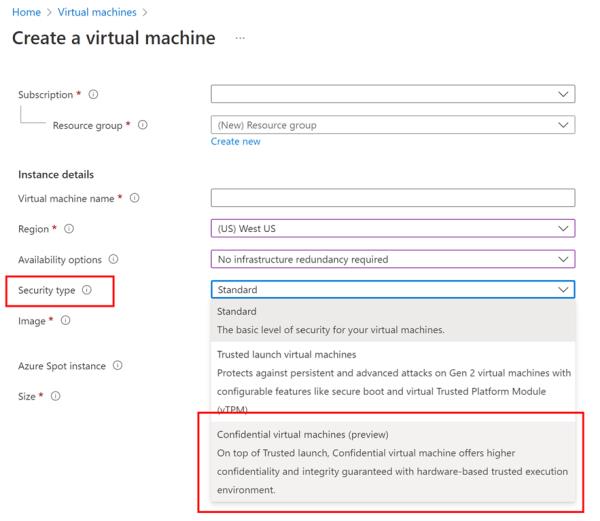 Home > Virtual machines >
Create a virtual machine ...
Subscription *
Resource group * (New) Resource group
Create new
Instance details
Virtual machine name *
Region * (US) West US
Availability options No infrastructure redundancy required
Security type Standard
Standard
Image *
The basic level of security for your virtual machines.
Trusted launch virtual machines
Azure Spot instance
Protects against persistent and advanced attacks on Gen 2 virtual machines with
configurable features like secure boot and virtual Trusted Platform Module
Size *
(vTPM)
Confidential virtual machines (preview)
On top of Trusted launch, Confidential virtual machine offers higher
confidentiality and integrity guaranteed with hardware-based trusted execution
environment.